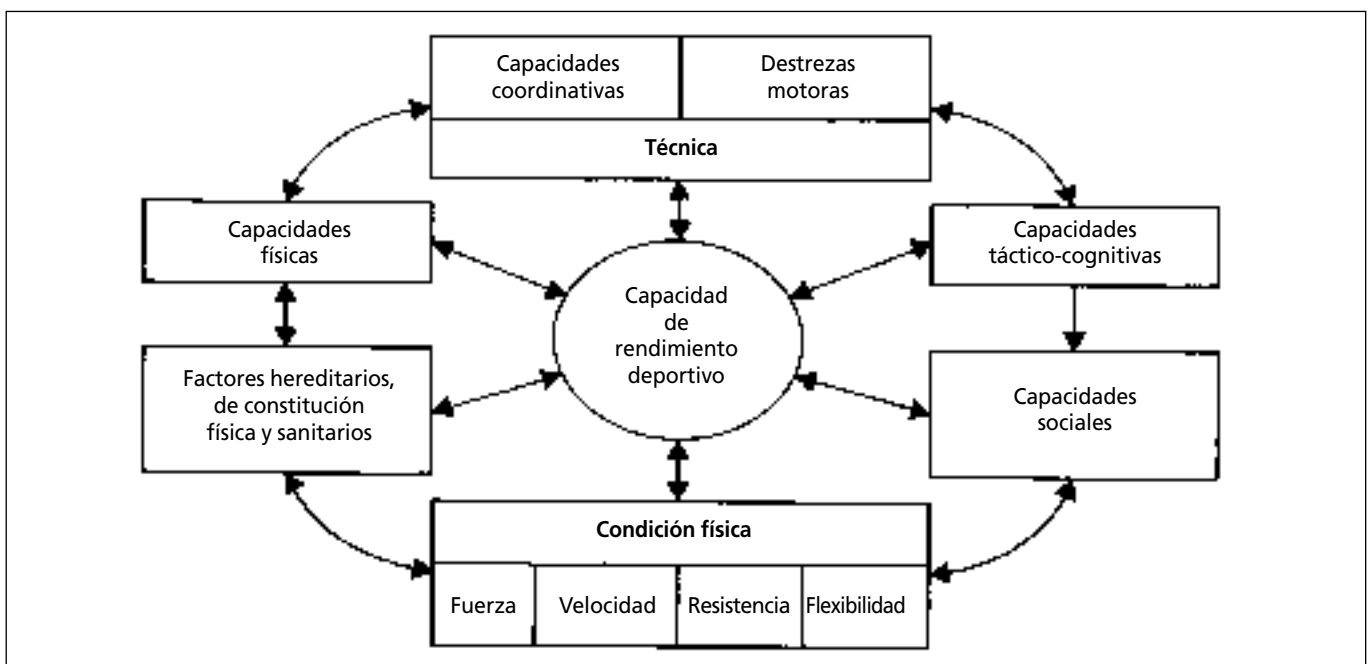 Capacidades
coordinativas
Destrezas
motoras
Técnica
Capacidades
físicas
Capacidades
táctico-cognitivas
Capacidad
de
rendimiento
deportivo
Factores hereditarios,
de constitución
física y sanitarios
Capacidades
sociales
Condición física
Fuerza
Velocidad
Resistencia
Flexibilidad